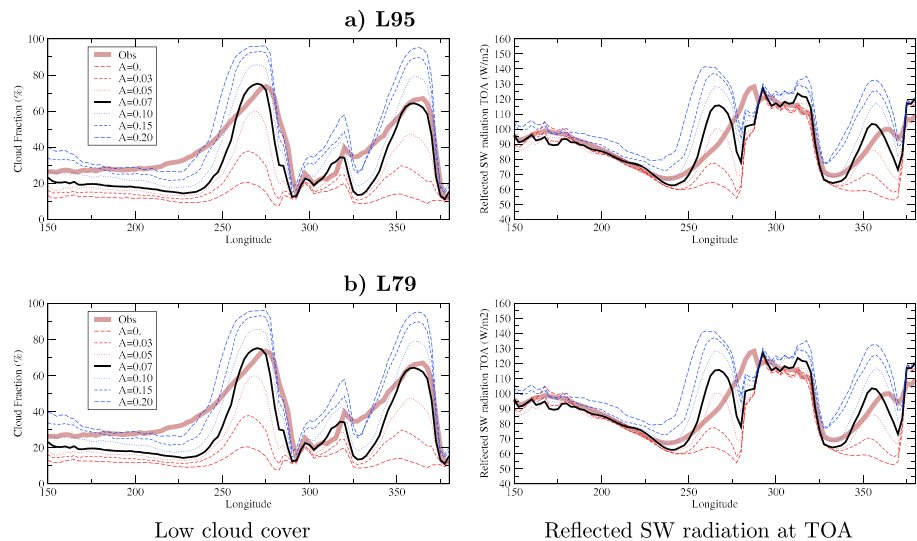 a) L95
Cloud Fraction (%)
100
80
60
40
20
0
Obs
A=0.
A=0.03
A=0.05
A=0.07
A=0.10
A=0.15
A=0.20
150 200 250 300 350
Longitude
Relfected SW radiation TOA (W/m2)
160
150
140
130
120
110
100
90
80
70
60
50
40
150 200 250 300 350
Longitude
b) L79
Cloud Fraction (%)
100
80
60
40
20
0
Obs
A=0.
A=0.03
A=0.05
A=0.07
A=0.10
A=0.15
A=0.20
150 200 250 300 350
Longitude
Relfected SW radiation TOA (W/m2)
160
150
140
130
120
110
100
90
80
70
60
50
40
150 200 250 300 350
Longitude
Low cloud cover
Reflected SW radiation at TOA